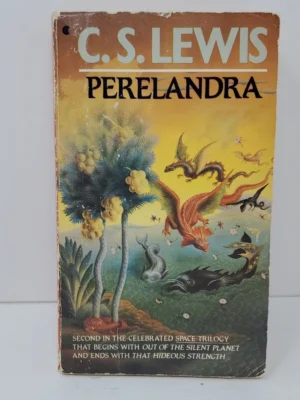 C.S. LEWIS
PERELANDRA
SECOND IN THE CELEBRATED SPACE TRILOGY
THAT BEGINS WITH OUT OF THE SILENT PLANET
AND ENDS WITH THAT HIDEOUS STRENGTH